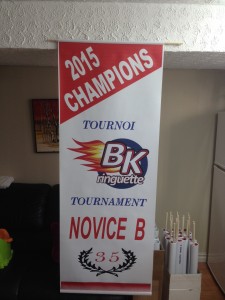 2015
CHAMPIONS
TOURNOI
BK
ringuette
TOURNAMENT
NOVICE B
35